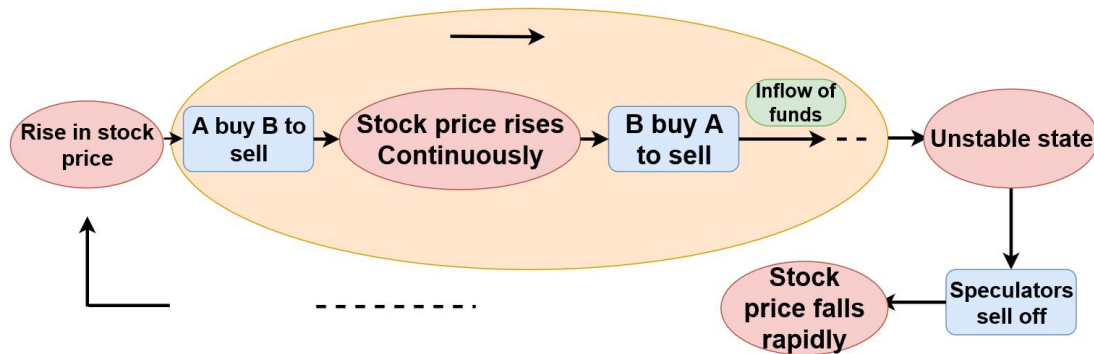 Rise in stock
price
A buy B to
sell
Stock price rises
Continuously
B buy A
to sell
Inflow of
funds
Unstable state
Speculators
sell off
Stock
price falls
rapidly